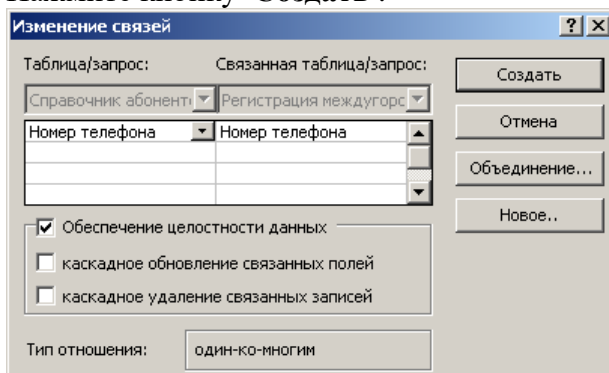 Нажмите кнопку "Создать".
Изменение связей
Таблица/запрос: Связанная таблица/запрос:
Создать
Справочник абонент Регистрация междугорс
Номер телефона Номер телефона
Отмена
Объединение...
Новое..
Обеспечение целостности данных
каскадное обновление связанных полей
каскадное удаление связанных записей
Тип отношения: один-ко-многим